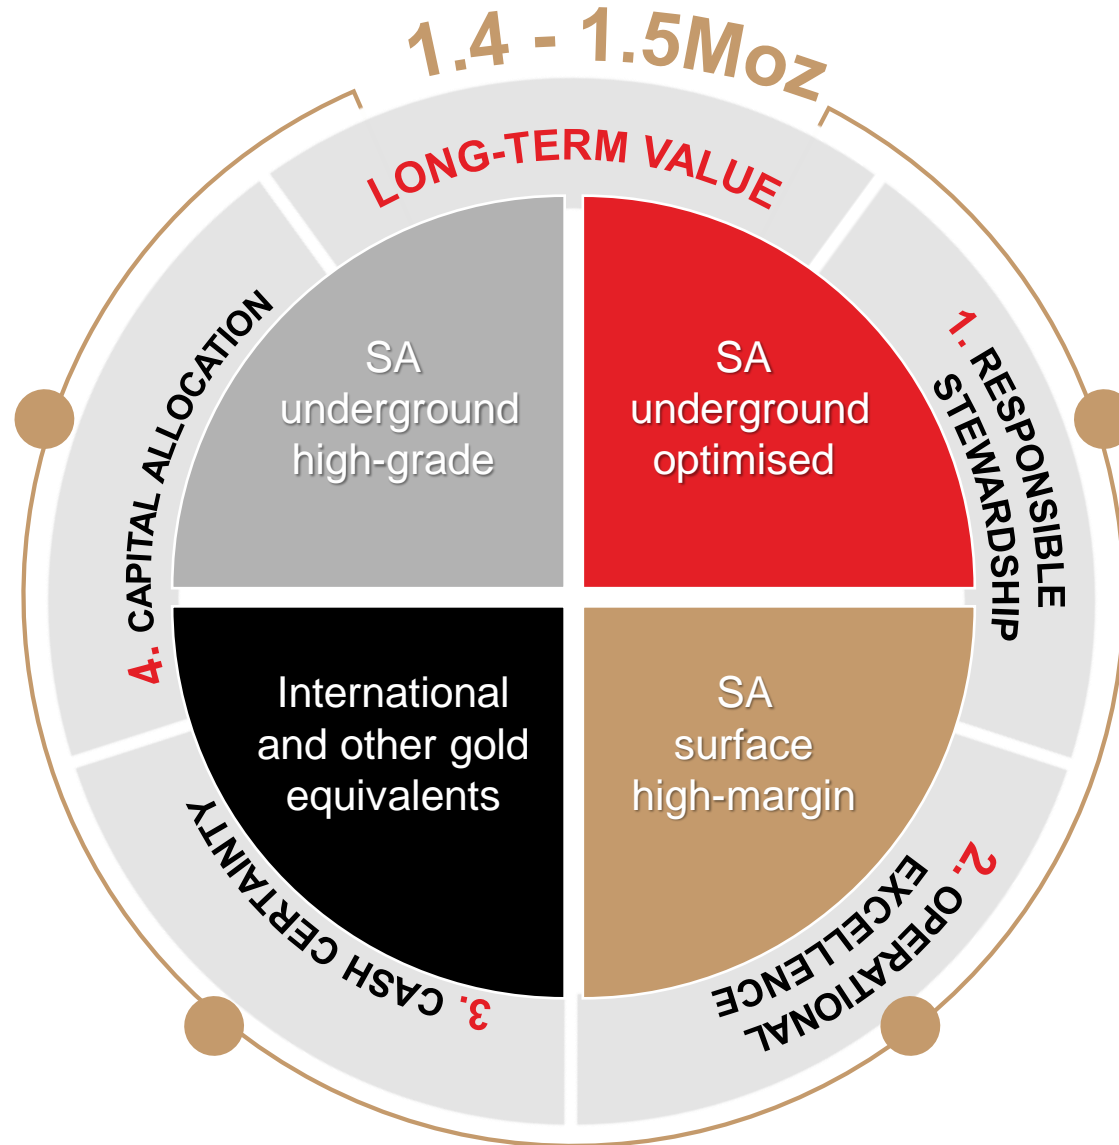 1.4 - 1.5Moz
LONG-TERM VALUE
SA
underground
high-grade
SA
underground
optimised
International
and other gold
equivalents
SA
surface
high-margin
1. RESPONSIBLE
STEWARDSHIP
2. OPERATIONAL
EXCELLENCE
3. CASH CERTAINTY
4. CAPITAL ALLOCATION